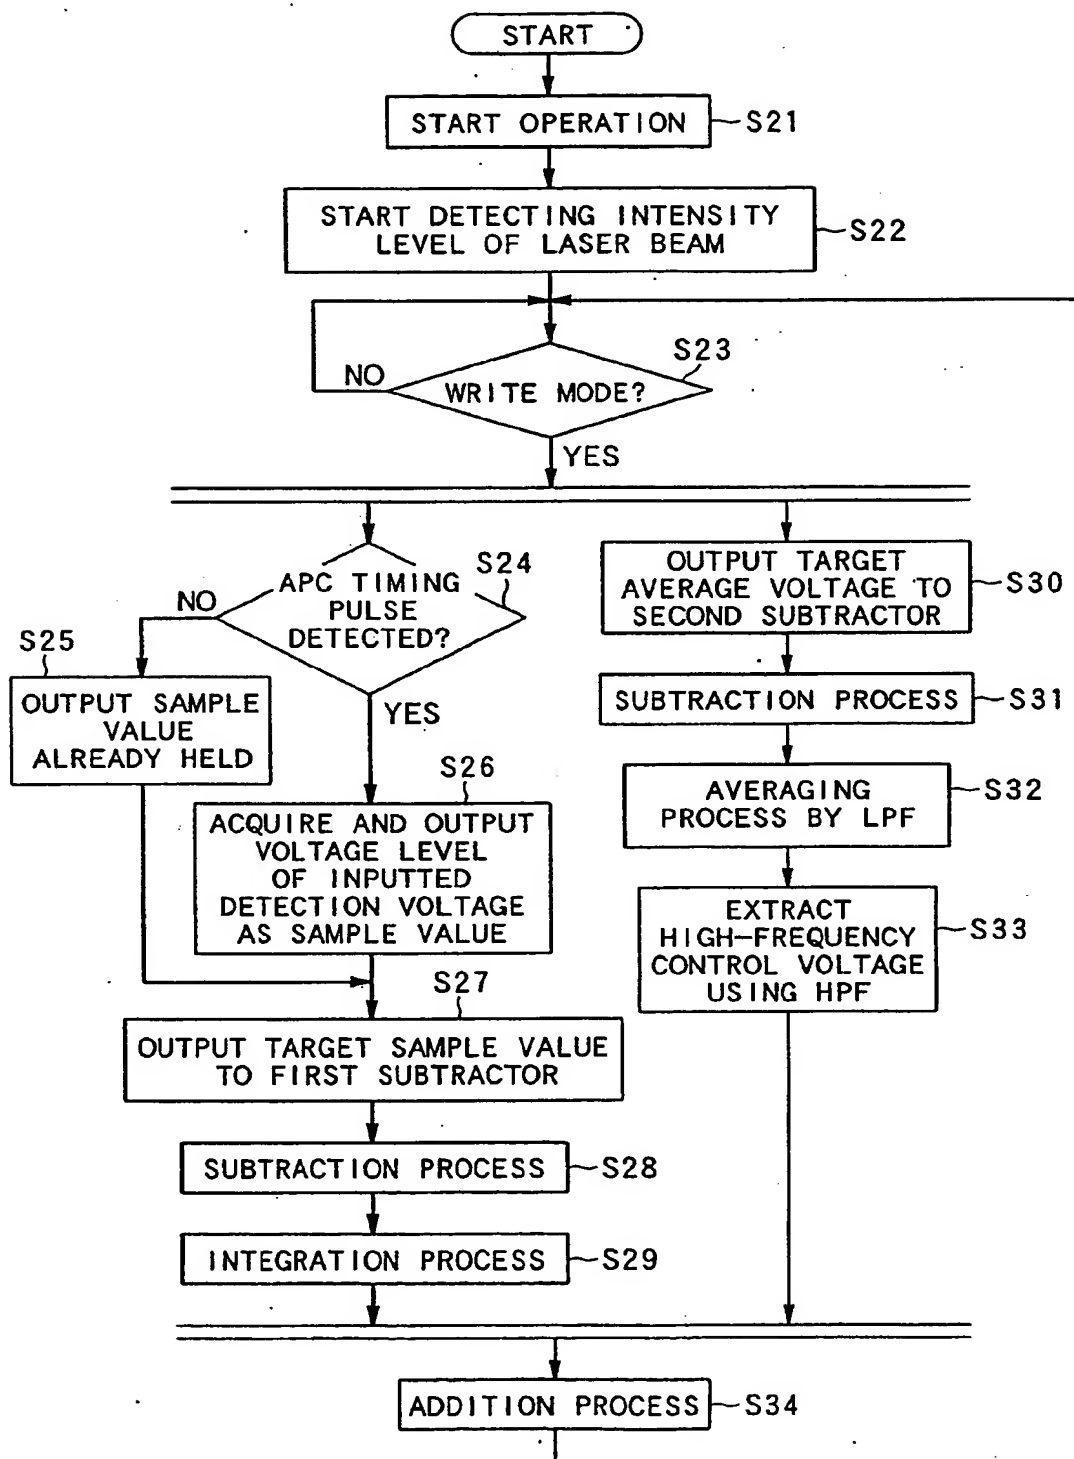 START
START OPERATION
S21
START DETECTING INTENSITY
LEVEL OF LASER BEAM
S22
S23
NO
WRITE MODE?
YES
S24
APC TIMING
PULSE
DETECTED?
NO
YES
S25
OUTPUT SAMPLE
VALUE
ALREADY HELD
S26
ACQUIRE AND OUTPUT
VOLTAGE LEVEL
OF INPUTTED
DETECTION VOLTAGE
AS SAMPLE VALUE
S27
OUTPUT TARGET SAMPLE VALUE
TO FIRST SUBTRACTOR
SUBTRACTION PROCESS
S28
INTEGRATION PROCESS
S29
OUTPUT TARGET
AVERAGE VOLTAGE TO
SECOND SUBTRACTOR
S30
SUBTRACTION PROCESS
S31
AVERAGING
PROCESS BY LPF
S32
EXTRACT
HIGH-FREQUENCY
CONTROL VOLTAGE
USING HPF
S33
ADDITION PROCESS
S34